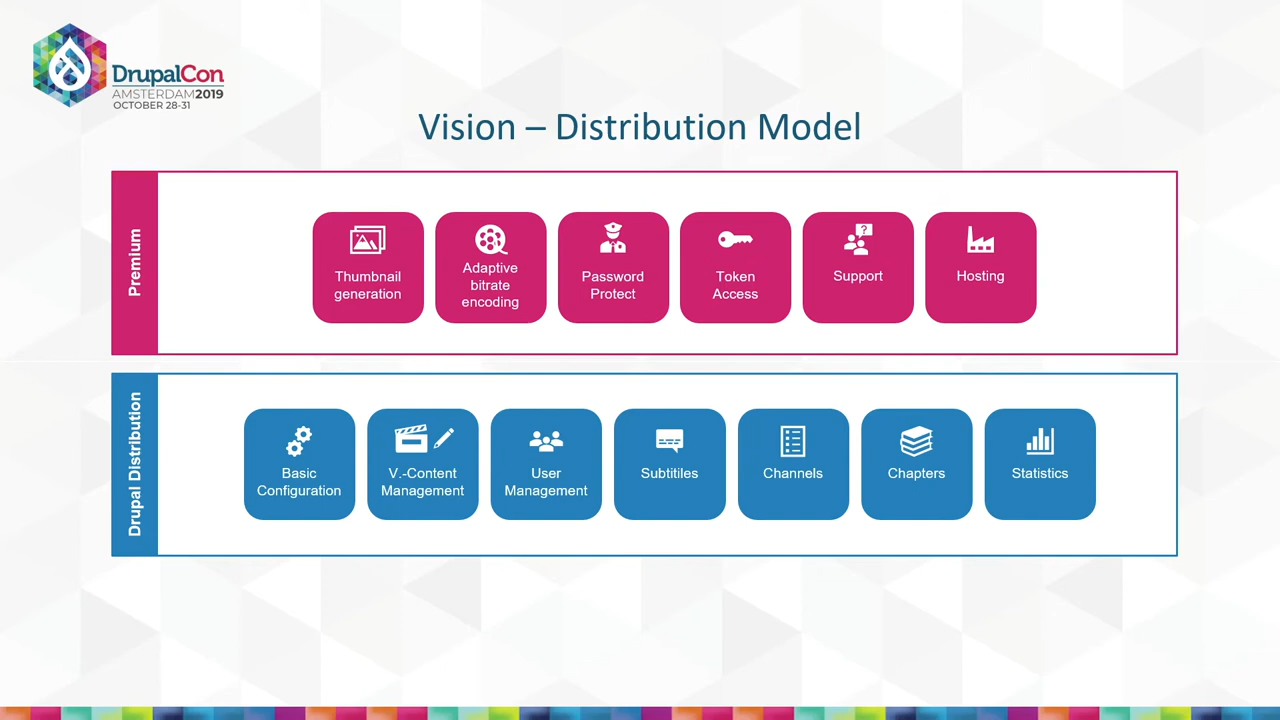 DrupalCon
AMSTERDAM2019
OCTOBER 28-31
Vision – Distribution Model
Premium
Thumbnail
generation
Adaptive
bitrate
encoding
Password
Protect
Token
Access
?
Support
Hosting
Drupal Distribution
Basic
Configuration
V.-Content
Management
User
Management
Subtitiles
Channels
Chapters
Statistics